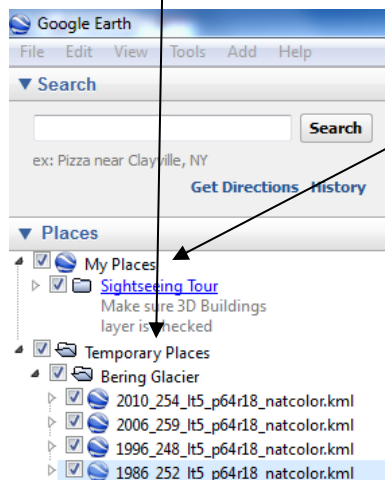 Google Earth
File Edit View Tools Add Help
Search
Search
ex: Pizza near Clayville, NY
Get Directions History
Places
My Places
Sightseeing Tour
Make sure 3D Buildings
layer is checked
Temporary Places
Bering Glacier
2010_254_lt5_p64r18_natcolor.kml
2006_259_lt5_p64r18_natcolor.kml
1996_248_lt5_p64r18_natcolor.kml
1986_252_lt5_p64r18_natcolor.kml